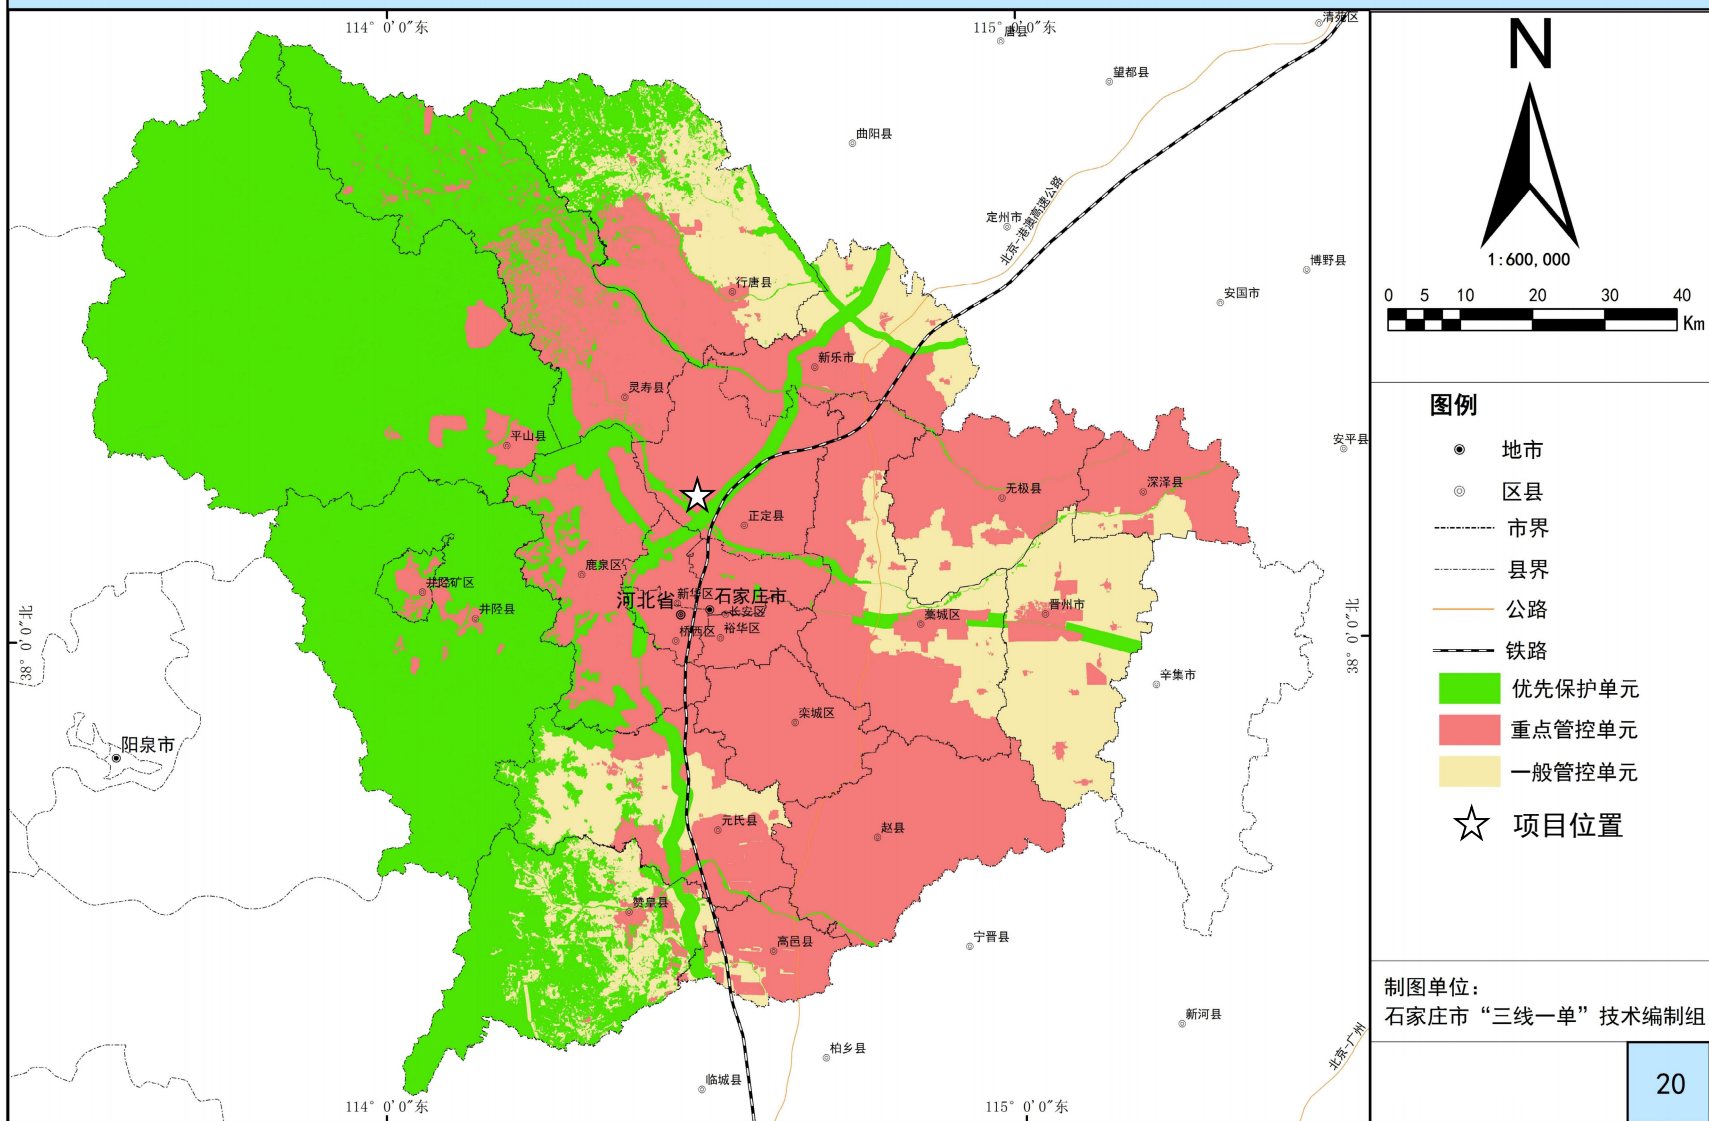 114° 0′0″东
115° 0′0″东
清苑区
唐县
望都县
曲阳县
定州市
北京-港澳高速公路
博野县
安国市
行唐县
新乐市
灵寿县
平山县
安平县
无极县
深泽县
正定县
鹿泉区
井陉矿区
井陉县
河北省
新华区
石家庄市
长安区
桥西区
裕华区
藁城区
晋州市
38° 0′0″北
38° 0′0″北
辛集市
栾城区
阳泉市
元氏县
赵县
赞皇县
高邑县
宁晋县
新河县
柏乡县
临城县
北京-广州
114° 0′0″东
115° 0′0″东
N
1:600,000
0 5 10 20 30 40
Km
图例
地市
区县
市界
县界
公路
铁路
优先保护单元
重点管控单元
一般管控单元
项目位置
制图单位：
石家庄市“三线一单”技术编制组
20